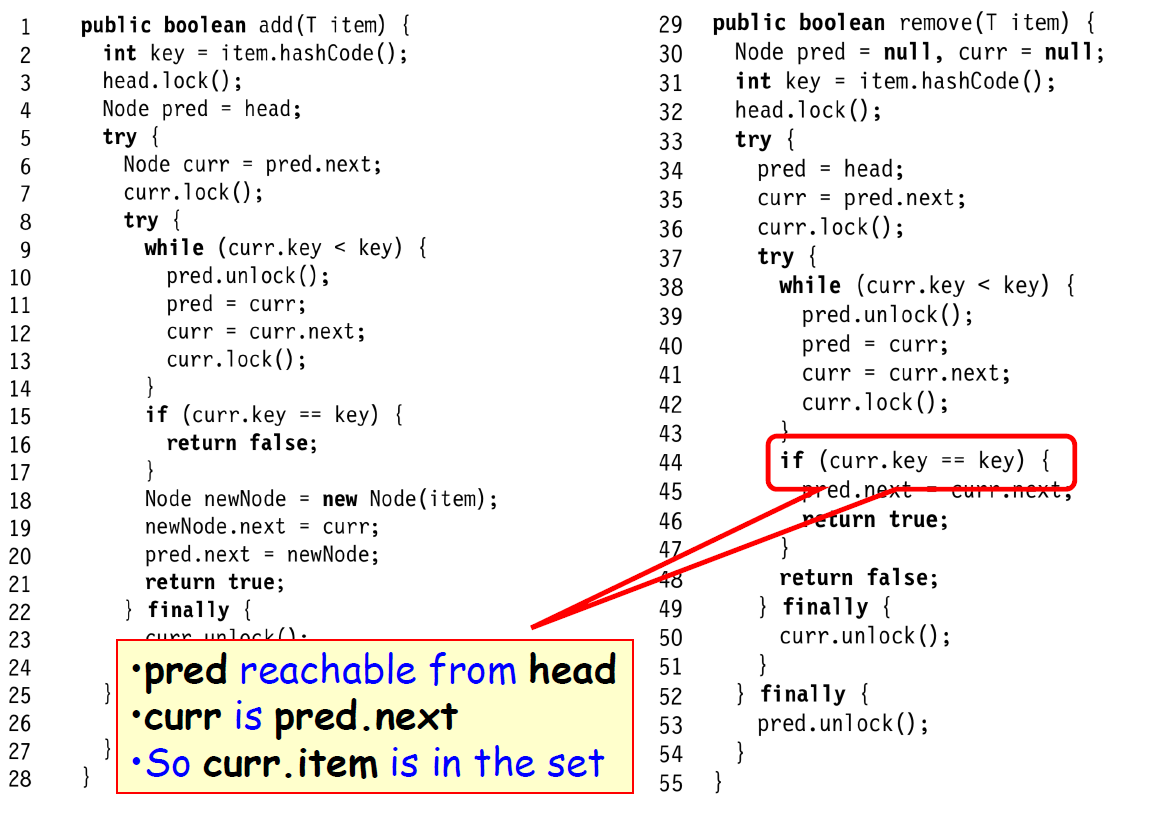 1 public boolean add(T item) {
2 int key = item.hashCode();
3 head.lock();
4 Node pred = head;
5 try {
6 Node curr = pred.next;
7 curr.lock();
8 try {
9 while (curr.key < key) {
10 pred.unlock();
11 pred = curr;
12 curr = curr.next;
13 curr.lock();
14 }
15 if (curr.key == key) {
16 return false;
17 }
18 Node newNode = new Node(item);
19 newNode.next = curr;
20 pred.next = newNode;
21 return true;
22 } finally {
23 curr.unlock();
24
25 }
26
27 }
28 }
•pred reachable from head
•curr is pred.next
•So curr.item is in the set
29 public boolean remove(T item) {
30 Node pred = null, curr = null;
31 int key = item.hashCode();
32 head.lock();
33 try {
34 pred = head;
35 curr = pred.next;
36 curr.lock();
37 try {
38 while (curr.key < key) {
39 pred.unlock();
40 pred = curr;
41 curr = curr.next;
42 curr.lock();
43 }
44 if (curr.key == key) {
45 pred.next = curr.next;
46 return true;
47 }
48 return false;
49 } finally {
50 curr.unlock();
51 }
52 } finally {
53 pred.unlock();
54 }
55 }